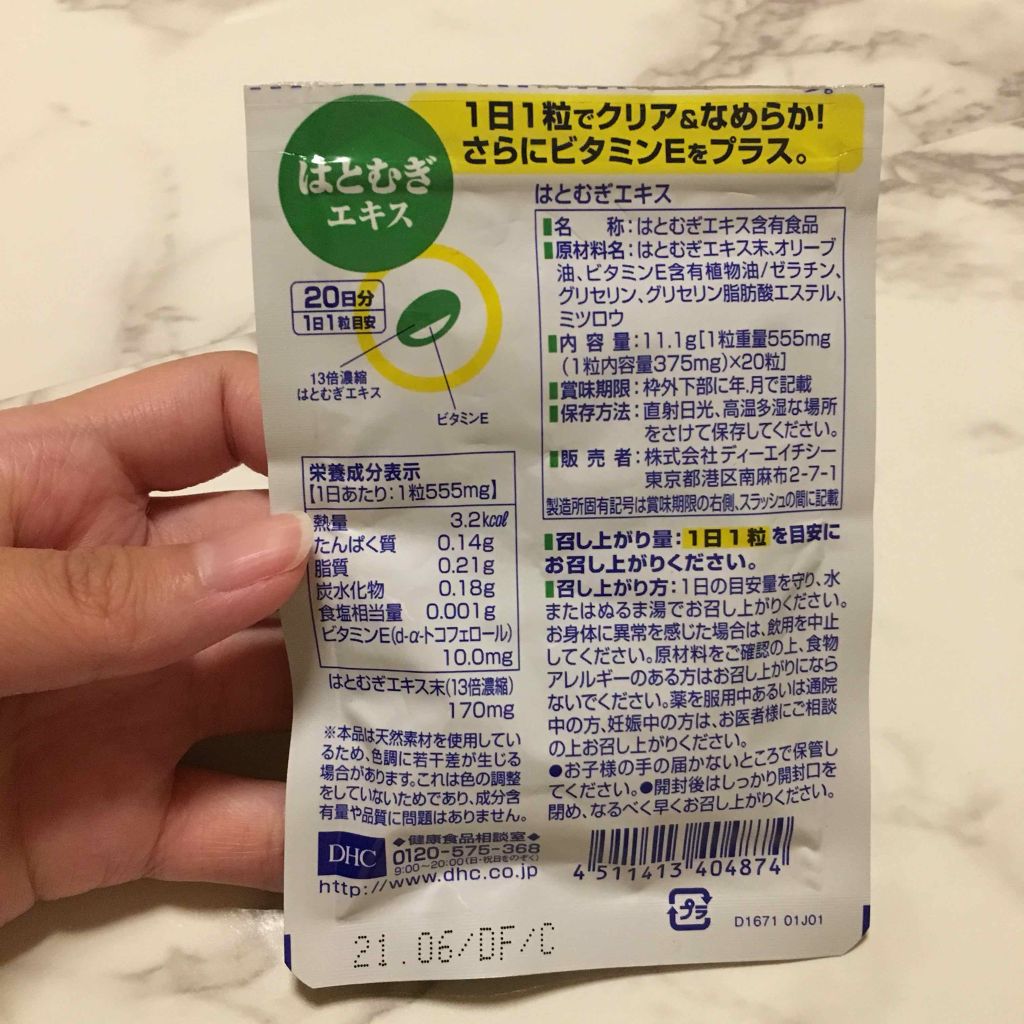 1日1粒でクリア&なめらか!
さらにビタミンEをプラス。
はとむぎ
エキス
20日分
1日1粒目安
13倍濃縮
はとむぎエキス
ビタミンE
栄養成分表示
【1日あたり:1粒555mg】
熱量 3.2kcal
たんぱく質 0.14g
脂質 0.21g
炭水化物 0.18g
食塩相当量 0.001g
ビタミンE(d-α-トコフェロール)
10.0mg
はとむぎエキス末(13倍濃縮)
170mg
※本品は天然素材を使用してい
るため、色調に若干差が生じる
場合があります。これは色の調整
をしていないためであり、成分含
有量や品質に問題はありません。
DHC
◆健康食品相談室◆
0120-575-368
9:00〜20:00(日・祝日をのぞく)
http://www.dhc.co.jp
はとむぎエキス
名 称:はとむぎエキス含有食品
原材料名:はとむぎエキス末、オリーブ
油、ビタミンE含有植物油/ゼラチン、
グリセリン、グリセリン脂肪酸エステル、
ミツロウ
内容量:11.1g[1粒重量555mg
(1粒内容量375mg)×20粒]
賞味期限:枠外下部に年.月で記載
保存方法:直射日光、高温多湿な場所
をさけて保存してください。
販売者:株式会社ディーエイチシー
東京都港区南麻布2-7-1
製造所固有記号は賞味期限の右側、スラッシュの間に記載
召し上がり量:1日1粒を目安に
お召し上がりください。
召し上がり方:1日の目安量を守り、水
またはぬるま湯でお召し上がりください。
お身体に異常を感じた場合は、飲用を中止
してください。原材料をご確認の上、食物
アレルギーのある方はお召し上がりになら
ないでください。薬を服用中あるいは通院
中の方、妊娠中の方は、お医者様にご相談
の上お召し上がりください。
●お子様の手の届かないところで保管し
てください。●開封後はしっかり開封口を
閉め、なるべく早くお召し上がりください。
4 511413 404874
プラ
D1671 01J01
21.06/DF/C